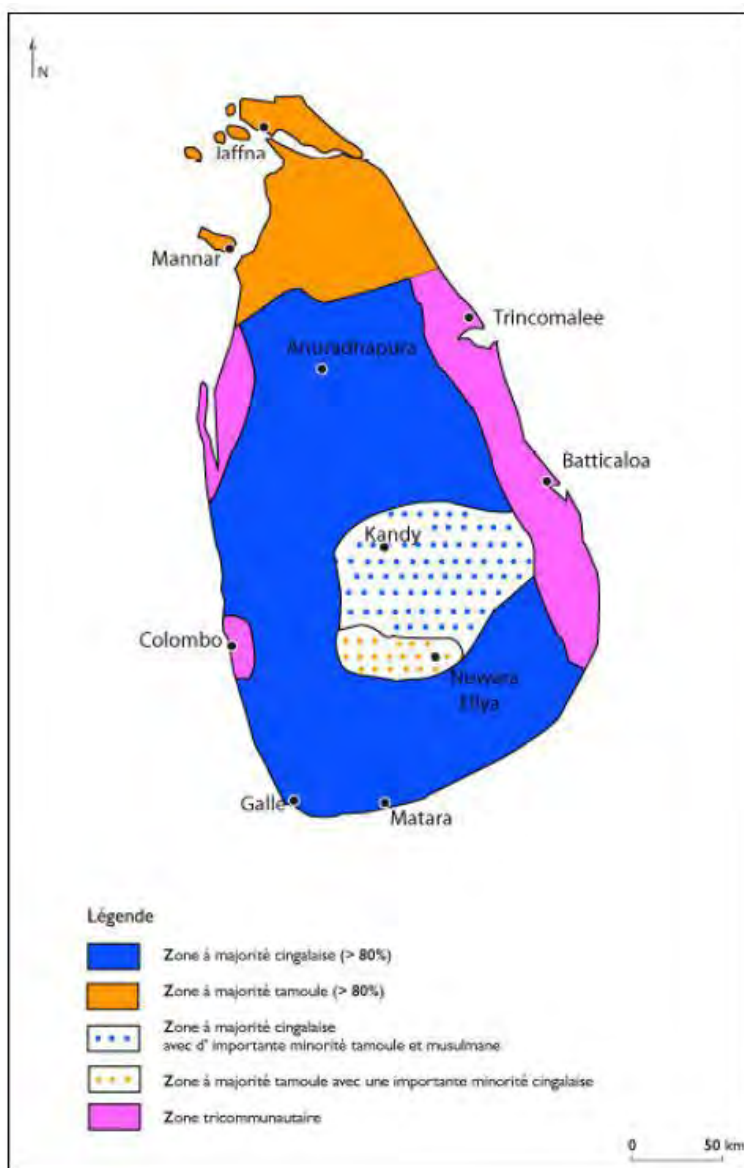 N
Jaffna
Mannar
Trincomalee
Anuradhapura
Batticaloa
Kandy
Colombo
Nuwara
Eliya
Galle
Matara
Légende
Zone à majorité cingalaise (> 80%)
Zone à majorité tamoule (> 80%)
Zone à majorité cingalaise
avec d' importante minorité tamoule et musulmane
Zone à majorité tamoule avec une importante minorité cingalaise
Zone tricommunautaire
0 50 km